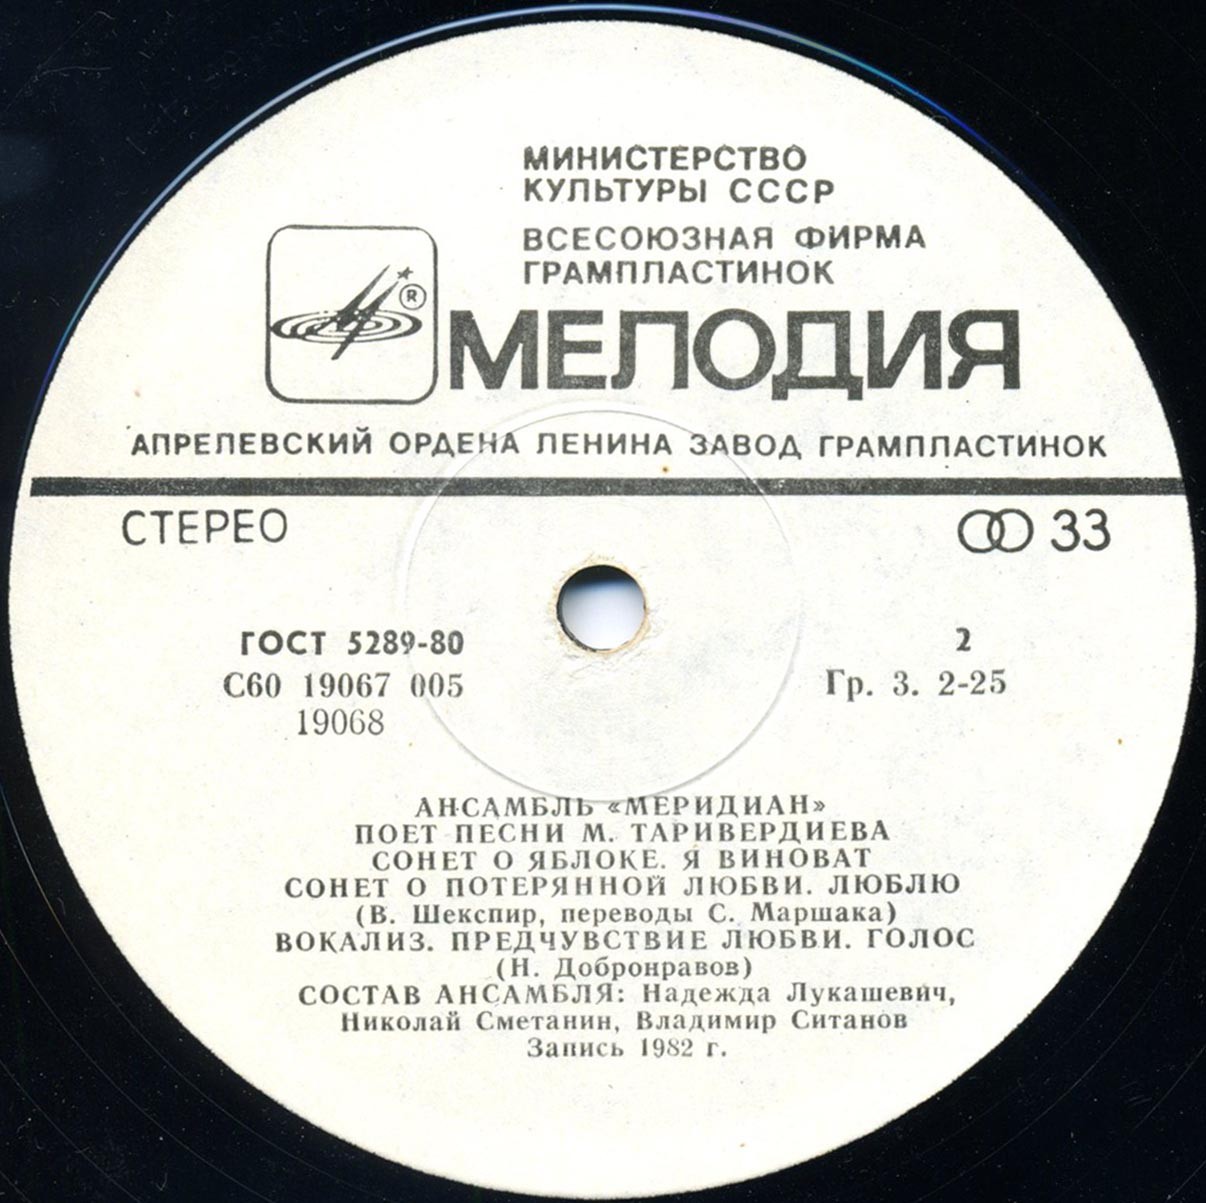 МИНИСТЕРСТВО
КУЛЬТУРЫ СССР
ВСЕСОЮЗНАЯ ФИРМА
ГРАМПЛАСТИНОК
®
МЕЛОДИЯ
АПРЕЛЕВСКИЙ ОРДЕНА ЛЕНИНА ЗАВОД ГРАМПЛАСТИНОК
СТЕРЕО 33
ГОСТ 5289-80 2
С60 19067 005 Гр. 3. 2-25
19068
АНСАМБЛЬ «МЕРИДИАН»
ПОЕТ ПЕСНИ М. ТАРИВЕРДИЕВА
СОНЕТ О ЯБЛОКЕ. Я ВИНОВАТ
СОНЕТ О ПОТЕРЯННОЙ ЛЮБВИ. ЛЮБЛЮ
(В. Шекспир, переводы С. Маршака)
ВОКАЛИЗ. ПРЕДЧУВСТВИЕ ЛЮБВИ. ГОЛОС
(Н. Добронравов)
СОСТАВ АНСАМБЛЯ: Надежда Лукашевич,
Николай Сметанин, Владимир Ситанов
Запись 1982 г.